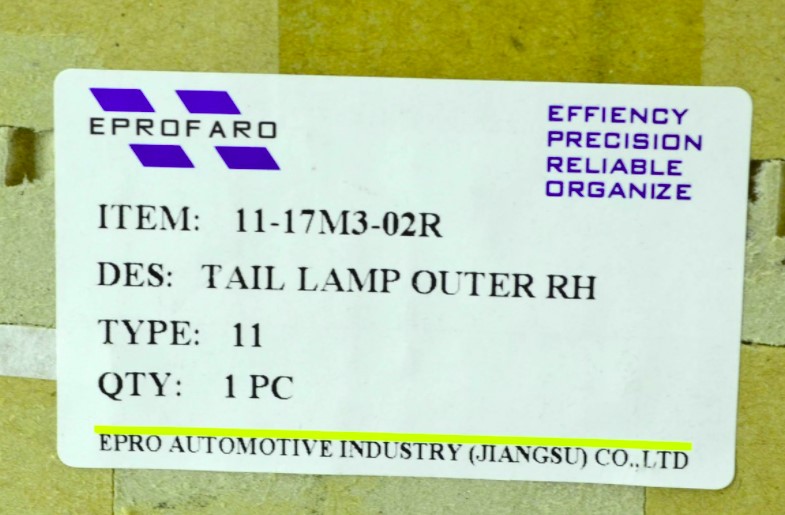 EPROFARO
EFFIENCY
PRECISION
RELIABLE
ORGANIZE
ITEM: 11-17M3-02R
DES: TAIL LAMP OUTER RH
TYPE: 11
QTY: 1 PC
EPRO AUTOMOTIVE INDUSTRY (JIANGSU) CO.,LTD